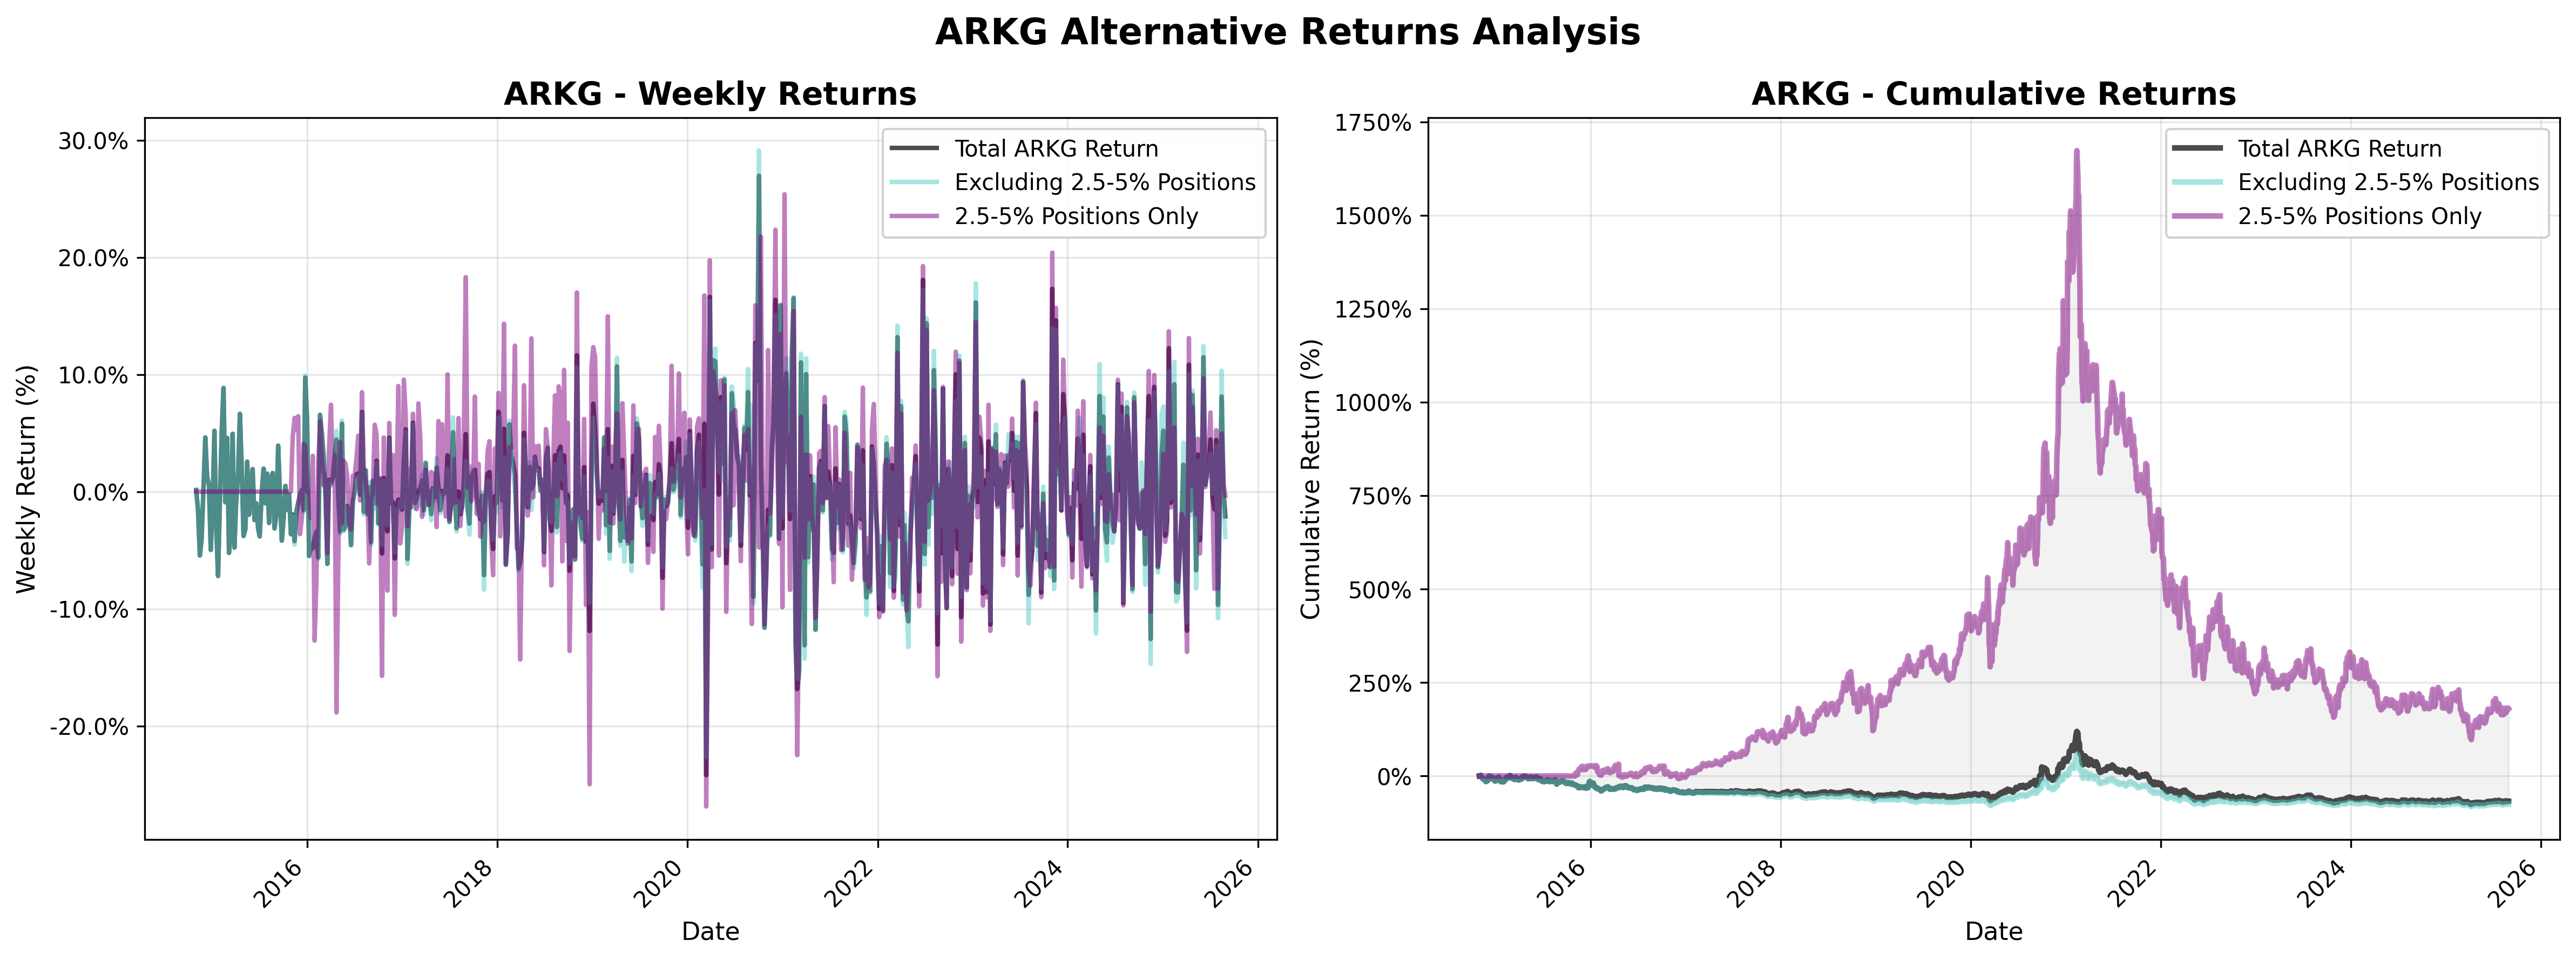 ARKG Alternative Returns Analysis
ARKG - Weekly Returns
30.0%
20.0%
10.0%
0.0%
-10.0%
-20.0%
Weekly Return (%)
Total ARKG Return
Excluding 2.5-5% Positions
2.5-5% Positions Only
2016
2018
2020
2022
2024
2026
Date
ARKG - Cumulative Returns
1750%
1500%
1250%
1000%
750%
500%
250%
0%
Cumulative Return (%)
Total ARKG Return
Excluding 2.5-5% Positions
2.5-5% Positions Only
2016
2018
2020
2022
2024
2026
Date